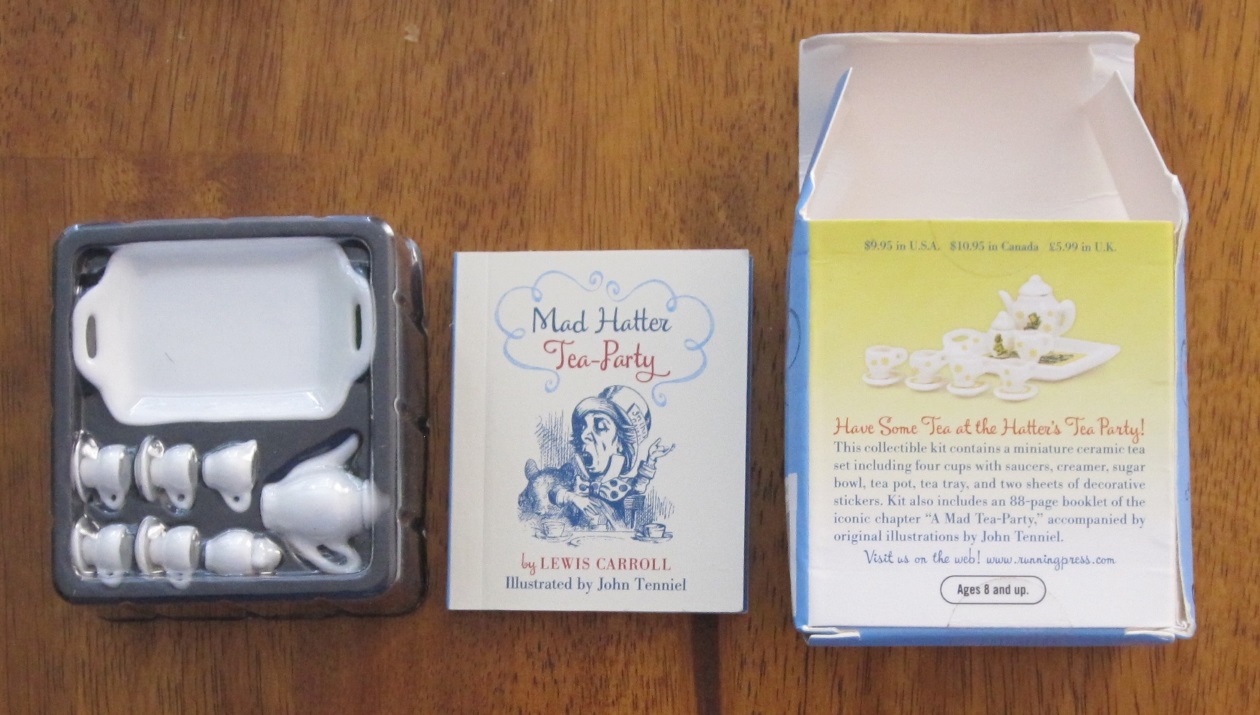 Mad Hatter
Tea-Party
by LEWIS CARROLL
Illustrated by John Tenniel
$9.95 in U.S.A. $10.95 in Canada £5.99 in U.K.
Have Some Tea at the Hatter's Tea Party!
This collectible kit contains a miniature ceramic tea
set including four cups with saucers, creamer, sugar
bowl, tea pot, tea tray, and two sheets of decorative
stickers. Kit also includes an 88-page booklet of the
iconic chapter “A Mad Tea-Party,” accompanied by
original illustrations by John Tenniel.
Visit us on the web! www.runningpress.com
Ages 8 and up.